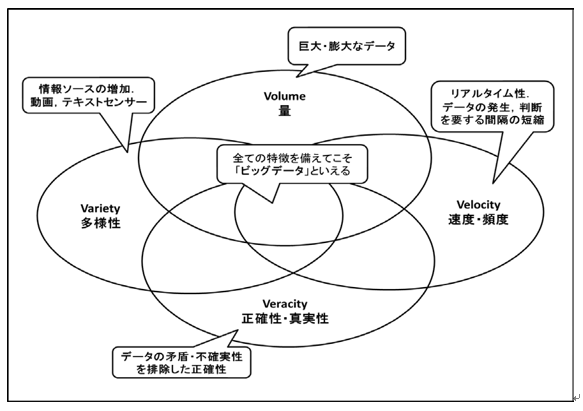 巨大・膨大なデータ
情報ソースの増加.
動画，テキストセンサー
Volume
量
リアルタイム性.
データの発生，判断
を要する間隔の短縮
全ての特徴を備えてこそ
「ビッグデータ」といえる
Variety
多様性
Velocity
速度・頻度
Veracity
正確性・真実性
データの矛盾・不確実性
を排除した正確性